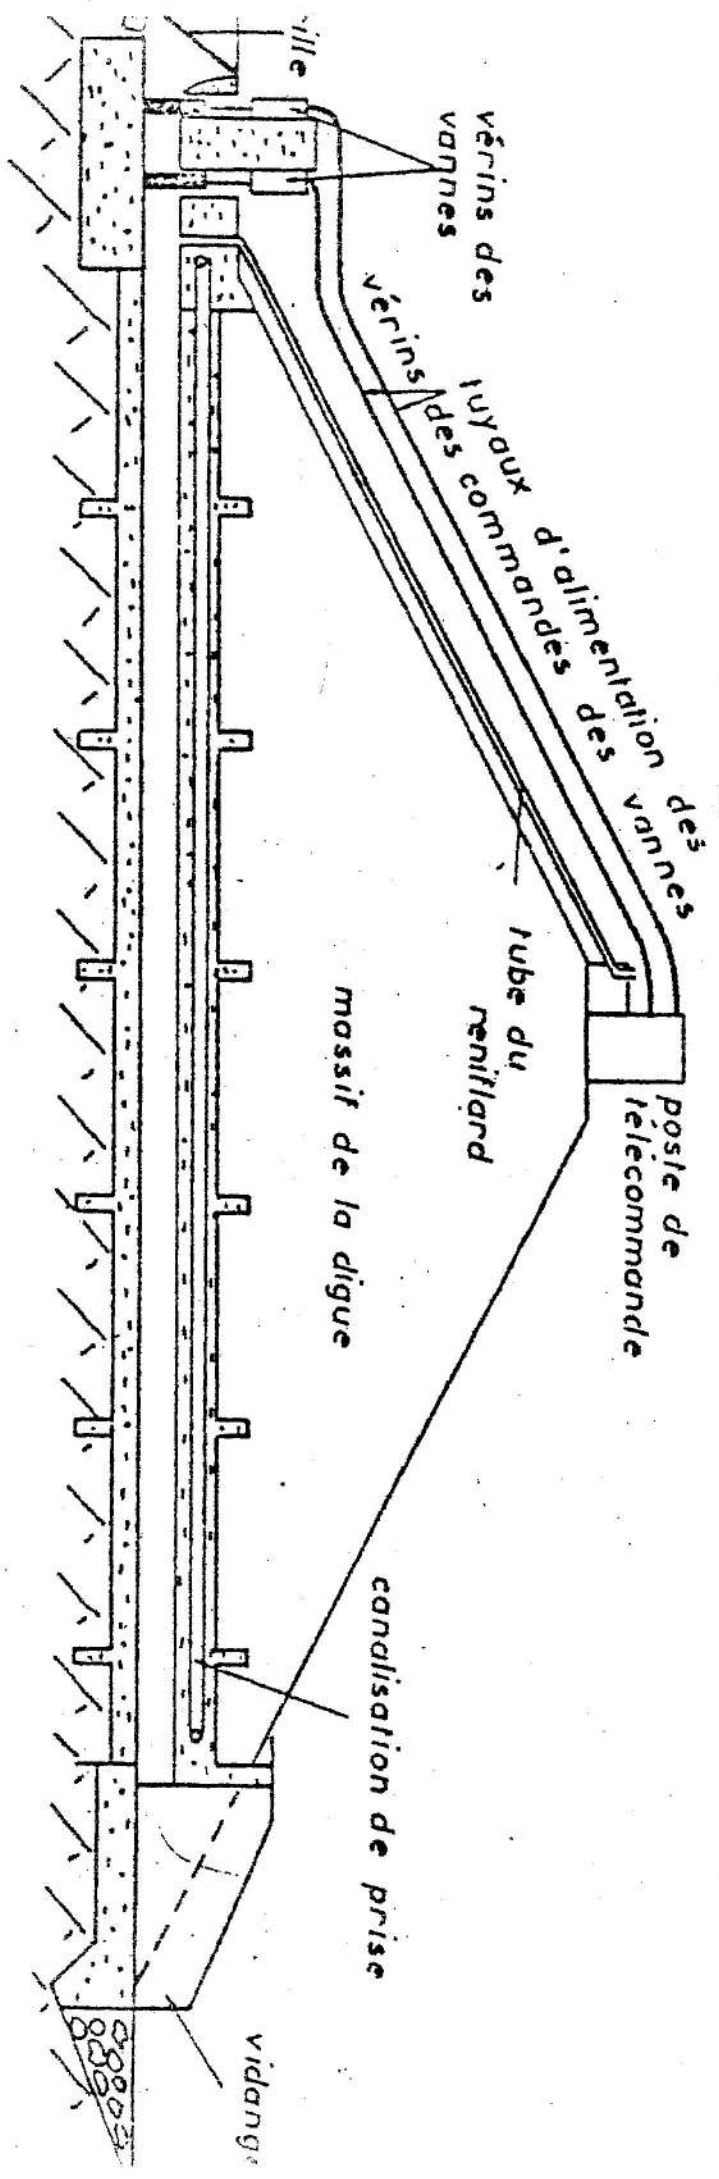 vérins des
vannes
tuyaux d'alimentation des
vérins des commandes des vannes
poste de
télécommande
tube du
reniflard
massif de la digue
canalisation de prise